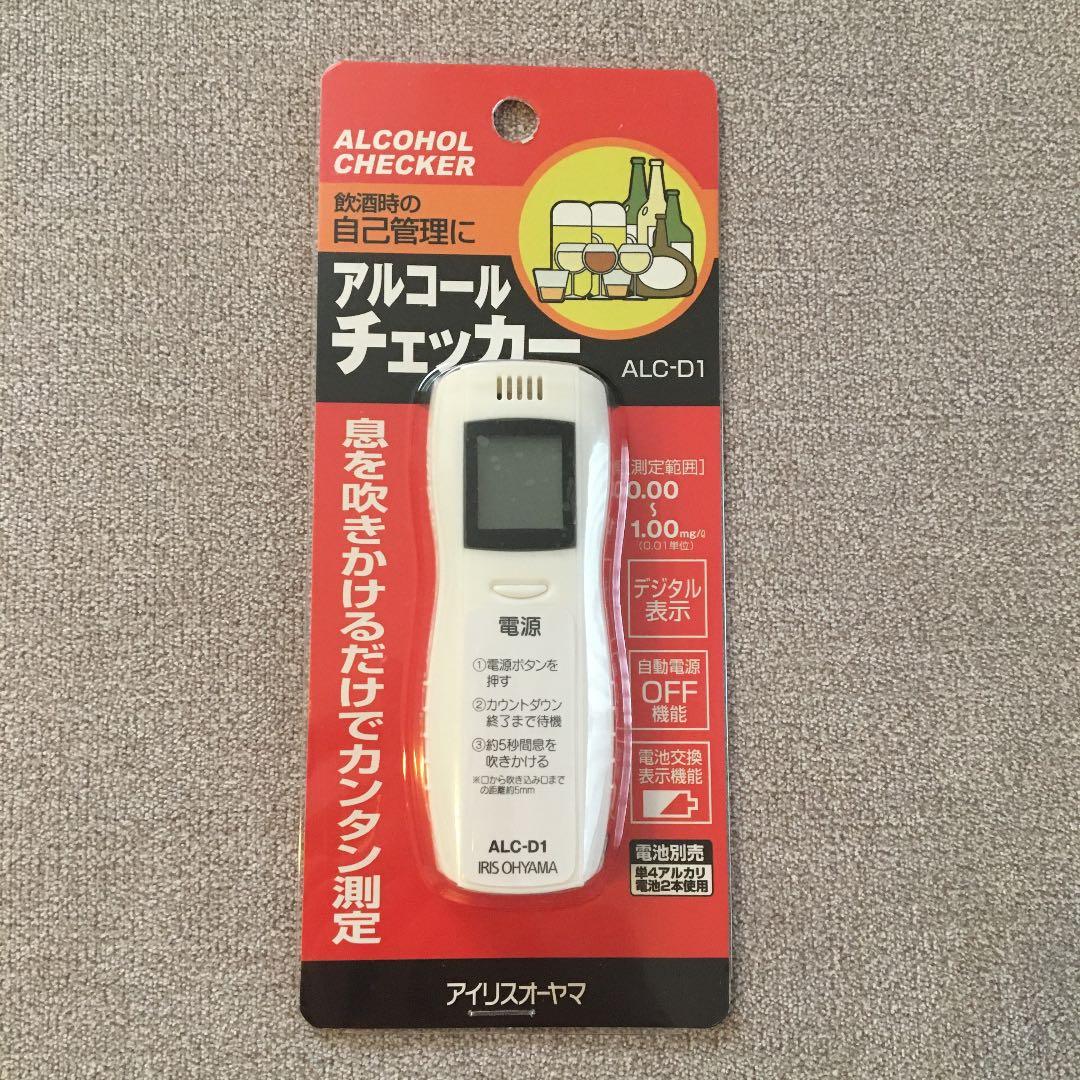 ALCOHOL
CHECKER
飲酒時の
自己管理に
アルコール
チェッカー
ALC-D1
息を吹きかけるだけでカンタン測定
[測定範囲]
0.00
~
1.00mg/ℓ
(0.01単位)
デジタル
表示
自動電源
OFF
機能
電池交換
表示機能
電池別売
単4アルカリ
電池2本使用
電源
①電源ボタンを
押す
②カウントダウン
終了まで待機
③約5秒間息を
吹きかける
※口から吹き込み口まで
の距離約5mm
ALC-D1
IRIS OHYAMA
アイリスオーヤマ